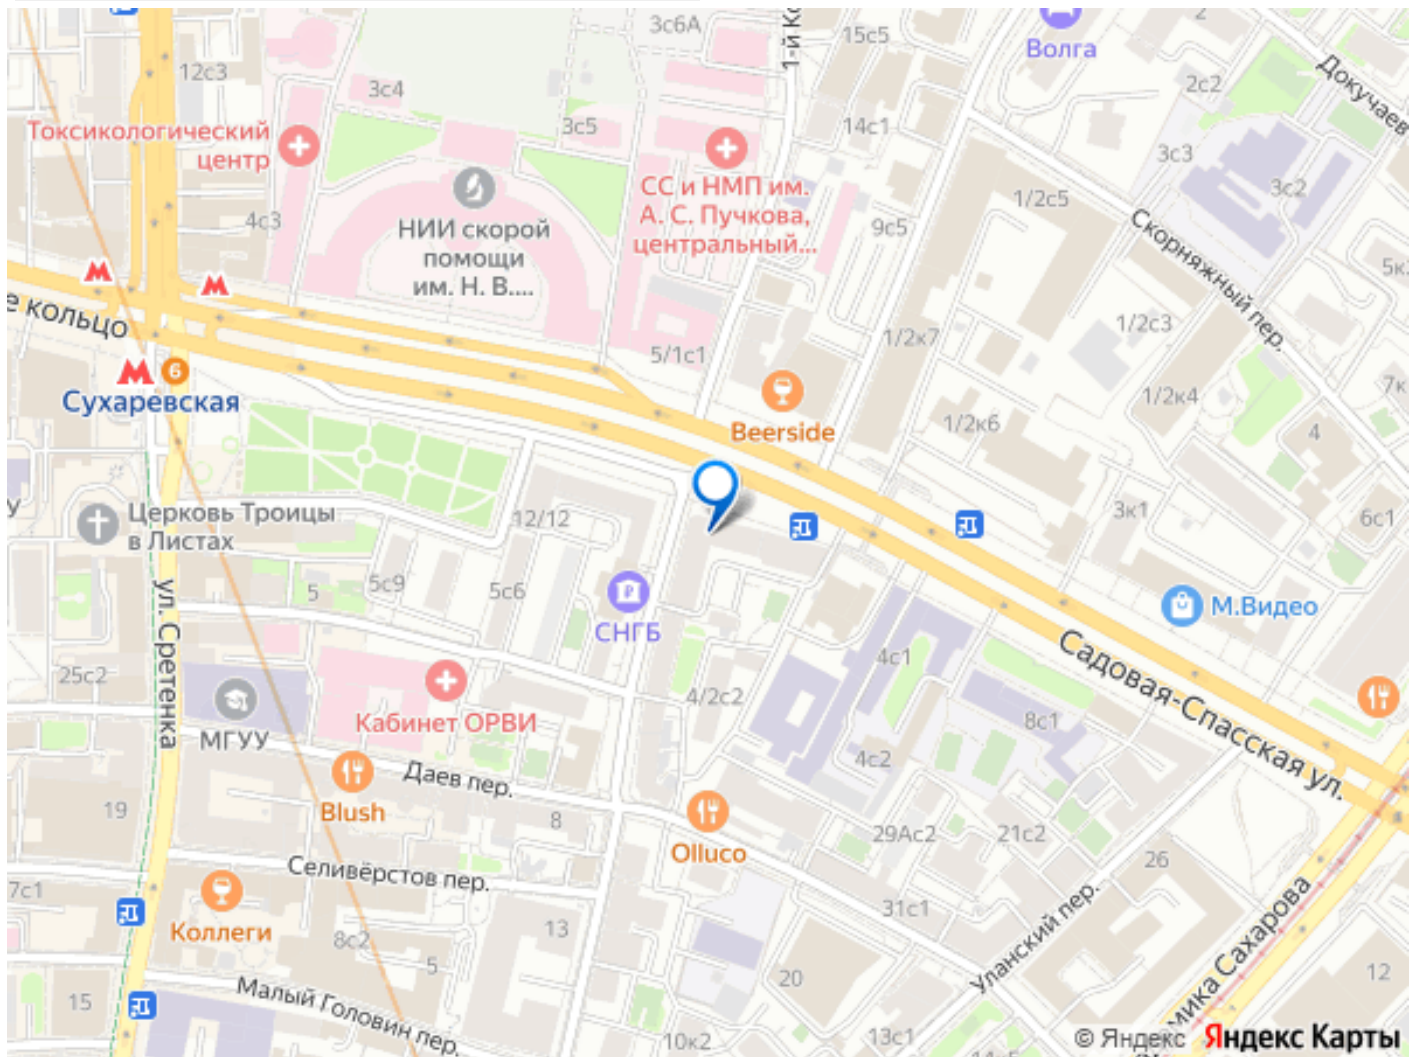 3с6А
1-й Ко
15с5
Волга
2
Докучаев
12с3
3с4
2с2
Токсикологический
центр
3с5
14с1
3с3
3с2
НИИ скорой
помощи
им. Н. В....
СС и НМП им.
А. С. Пучкова,
центральный...
4с3
9с5
1/2с5
Скорняжный пер.
5к
е кольцо
5/1с1
1/2к7
1/2с3
Сухаревская
6
Beerside
1/2к6
1/2к4
7к
4
У
Церковь Троицы
в Листах
12/12
3к1
6с1
5
5с9
5с6
СНГБ
М.Видео
ул. Сретенка
25с2
МГУУ
Кабинет ОРВИ
4/2с2
4с1
Садовая-Спасская ул.
8с1
4с2
Даев пер.
Blush
19
8
Olluco
29Ас2
21с2
26
Селивёрстов пер.
7с1
Коллеги
8с2
5
13
31с1
Уланский пер.
мика Сахарова
15
Малый Головин пер.
20
10к2
13с1
12
© Яндекс Яндекс Карты